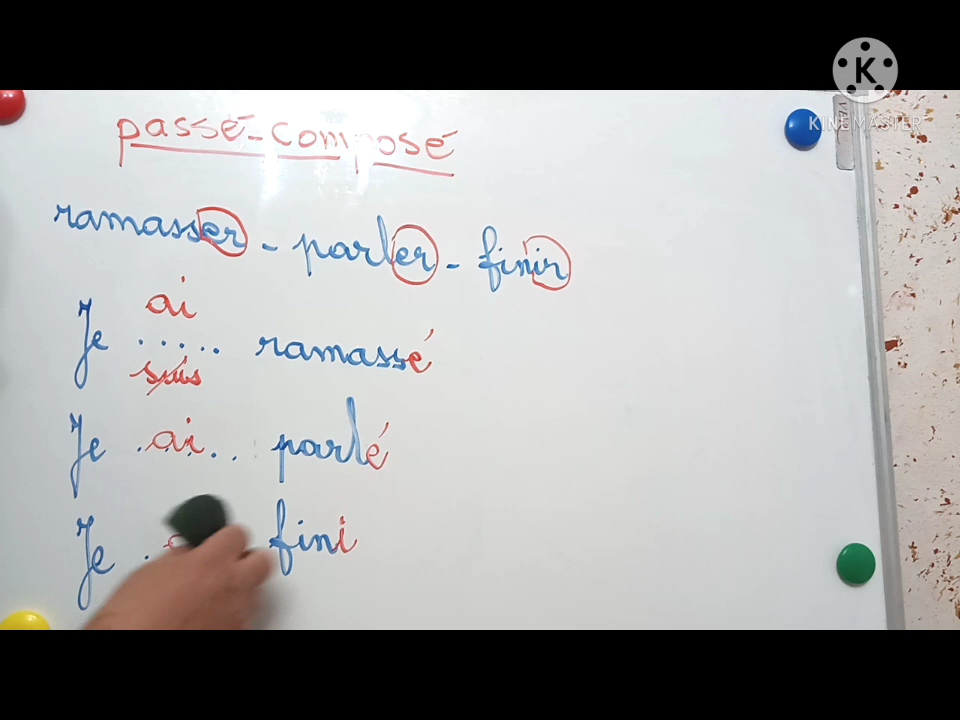 K
KINEMASTER
passé-composé
ramasser - parler - finir
ai
Je ..... ramassé
suis
Je .ai.. parlé
Je . fini